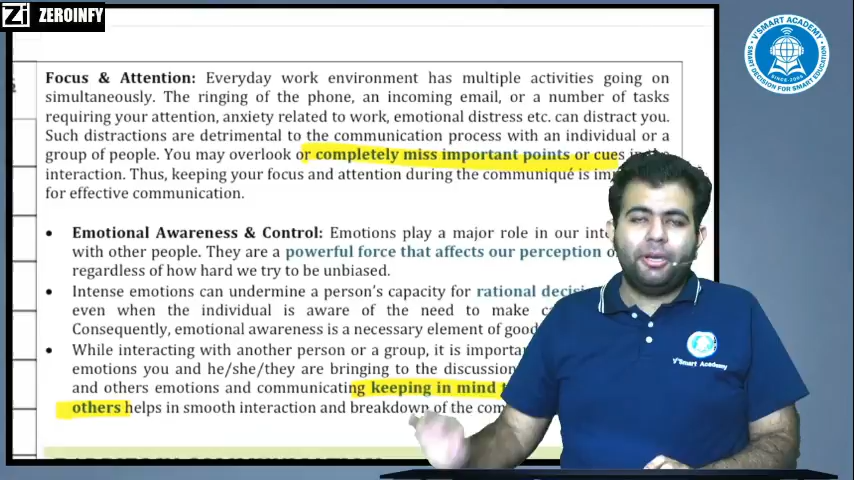 Zi ZEROINFY
V'SMART ACADEMY
SINCE-2004
SMART DECISION FOR SMART EDUCATION
Focus & Attention: Everyday work environment has multiple activities going on
simultaneously. The ringing of the phone, an incoming email, or a number of tasks
requiring your attention, anxiety related to work, emotional distress etc. can distract you.
Such distractions are detrimental to the communication process with an individual or a
group of people. You may overlook or completely miss important points or cues in the
interaction. Thus, keeping your focus and attention during the communiqué is
for effective communication.
• Emotional Awareness & Control: Emotions play a major role in our
with other people. They are a powerful force that affects our perception
regardless of how hard we try to be unbiased.
• Intense emotions can undermine a person's capacity for rational
even when the individual is aware of the need to make
Consequently, emotional awareness is a necessary element of good
• While interacting with another person or a group, it is
emotions you and he/she/they are bringing to the discussion
and others emotions and communicating keeping in mind
others helps in smooth interaction and breakdown of the
V'Smart Academy